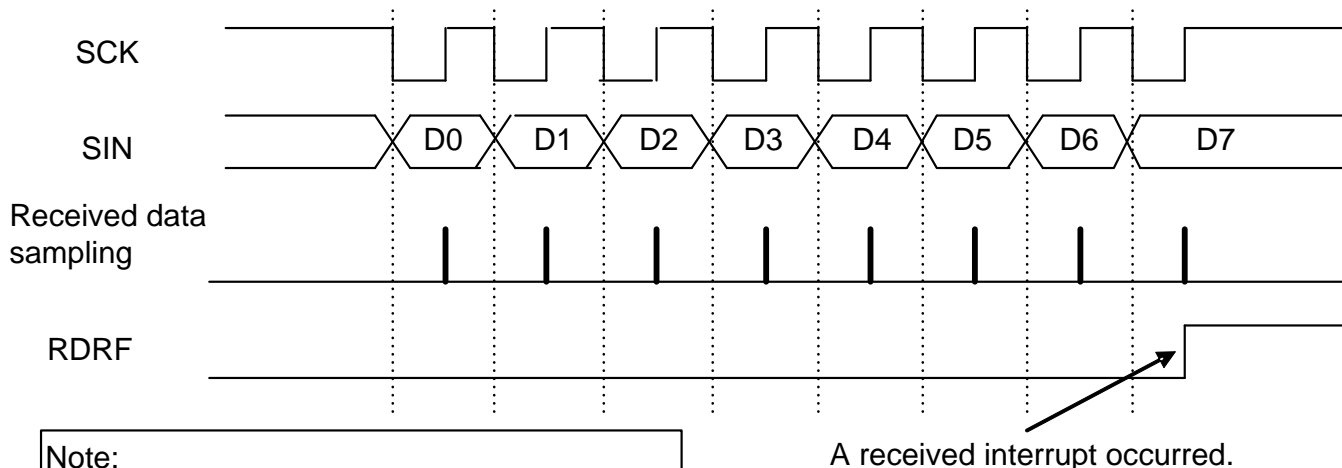 SCK
SIN
D0 D1 D2 D3 D4 D5 D6 D7
Received data
sampling
RDRF
A received interrupt occurred.
Note: